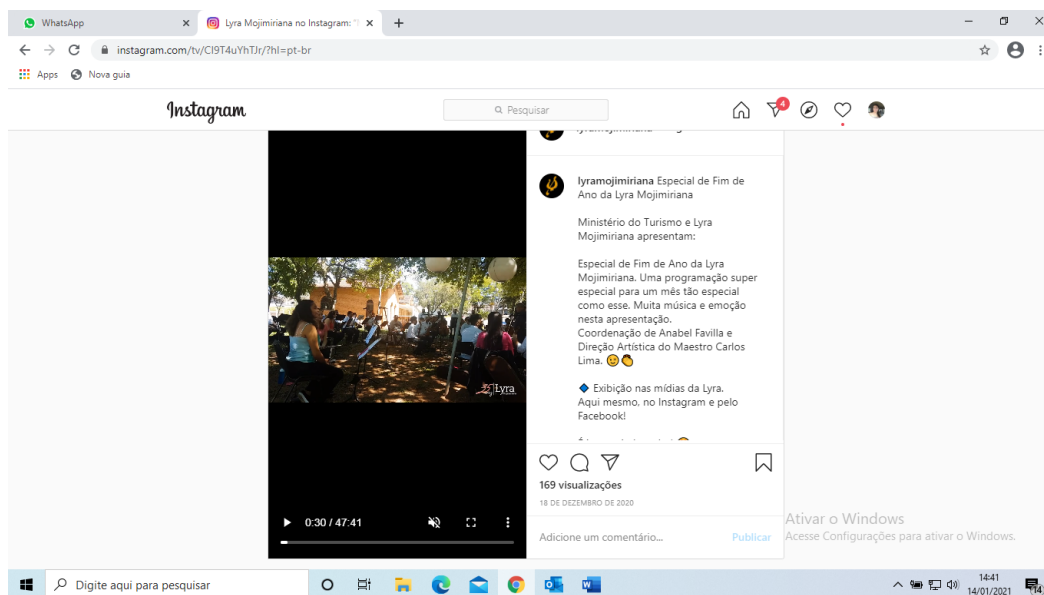 WhatsApp
Lyra Mojimiriana no Instagram: "
instagram.com/tv/CI9T4uYhTJr/?hl=pt-br
Apps Nova guia
Instagram
Pesquisar
4
lyramojimiriana Especial de Fim de
Ano da Lyra Mojimiriana
Ministério do Turismo e Lyra
Mojimiriana apresentam:
Especial de Fim de Ano da Lyra
Mojimiriana. Uma programação super
especial para um mês tão especial
como esse. Muita música e emoção
nesta apresentação.
Coordenação de Anabel Favilla e
Direção Artística do Maestro Carlos
Lima.
Exibição nas mídias da Lyra.
Aqui mesmo, no Instagram e pelo
Facebook!
Lyra
169 visualizações
18 DE DEZEMBRO DE 2020
0:30 / 47:41
Adicione um comentário... Publicar
Ativar o Windows
Acesse Configurações para ativar o Windows.
Digite aqui para pesquisar
14:41
14/01/2021
14